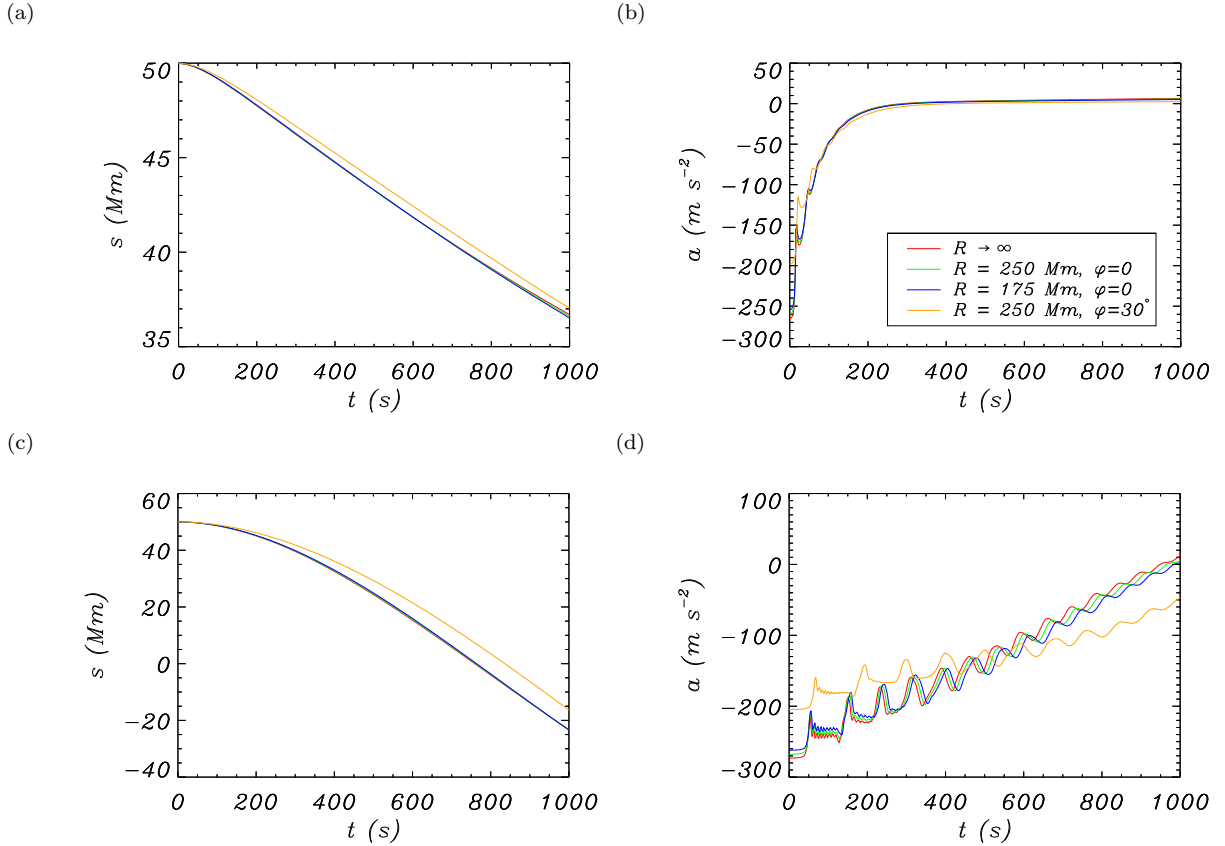 (a)
50
45
40
35
s (Mm)
0 200 400 600 800 1000
t (s)
(b)
50
0
−50
−100
−150
−200
−250
−300
a (m s⁻²)
R → ∞
R = 250 Mm, φ=0
R = 175 Mm, φ=0
R = 250 Mm, φ=30°
0 200 400 600 800 1000
t (s)
(c)
60
40
20
0
−20
−40
s (Mm)
0 200 400 600 800 1000
t (s)
(d)
100
0
−100
−200
−300
a (m s⁻²)
0 200 400 600 800 1000
t (s)